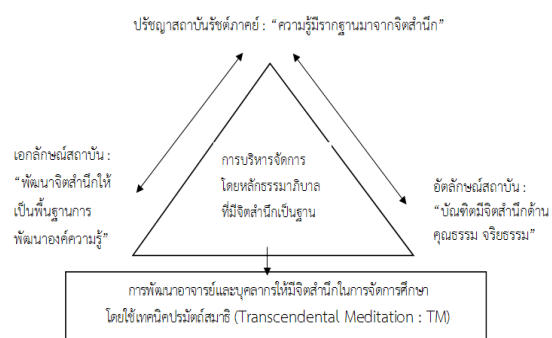 ปรัชญาสถาบันรัชต์ภาคย์ : “ความรู้มีรากฐานมาจากจิตสำนึก”
เอกลักษณ์สถาบัน :
“พัฒนาจิตสำนึกให้
เป็นพื้นฐานการ
พัฒนาองค์ความรู้”
การบริหารจัดการ
โดยหลักธรรมาภิบาล
ที่มีจิตสำนึกเป็นฐาน
อัตลักษณ์สถาบัน :
“บัณฑิตมีจิตสำนึกด้าน
คุณธรรม จริยธรรม”
การพัฒนาอาจารย์และบุคลากรให้มีจิตสำนึกในการจัดการศึกษา
โดยใช้เทคนิคปรมัตถ์สมาธิ (Transcendental Meditation : TM)